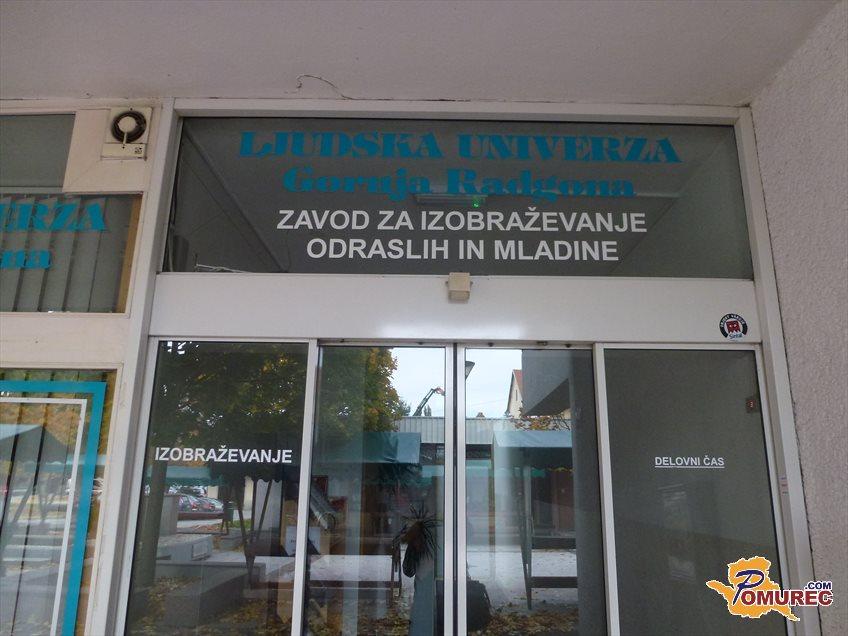 LJUDSKA UNIVERZA
Gornja Radgona
ZAVOD ZA IZOBRAŽEVANJE
ODRASLIH IN MLADINE
IZOBRAŽEVANJE
DELOVNI ČAS
POMUREC
.COM